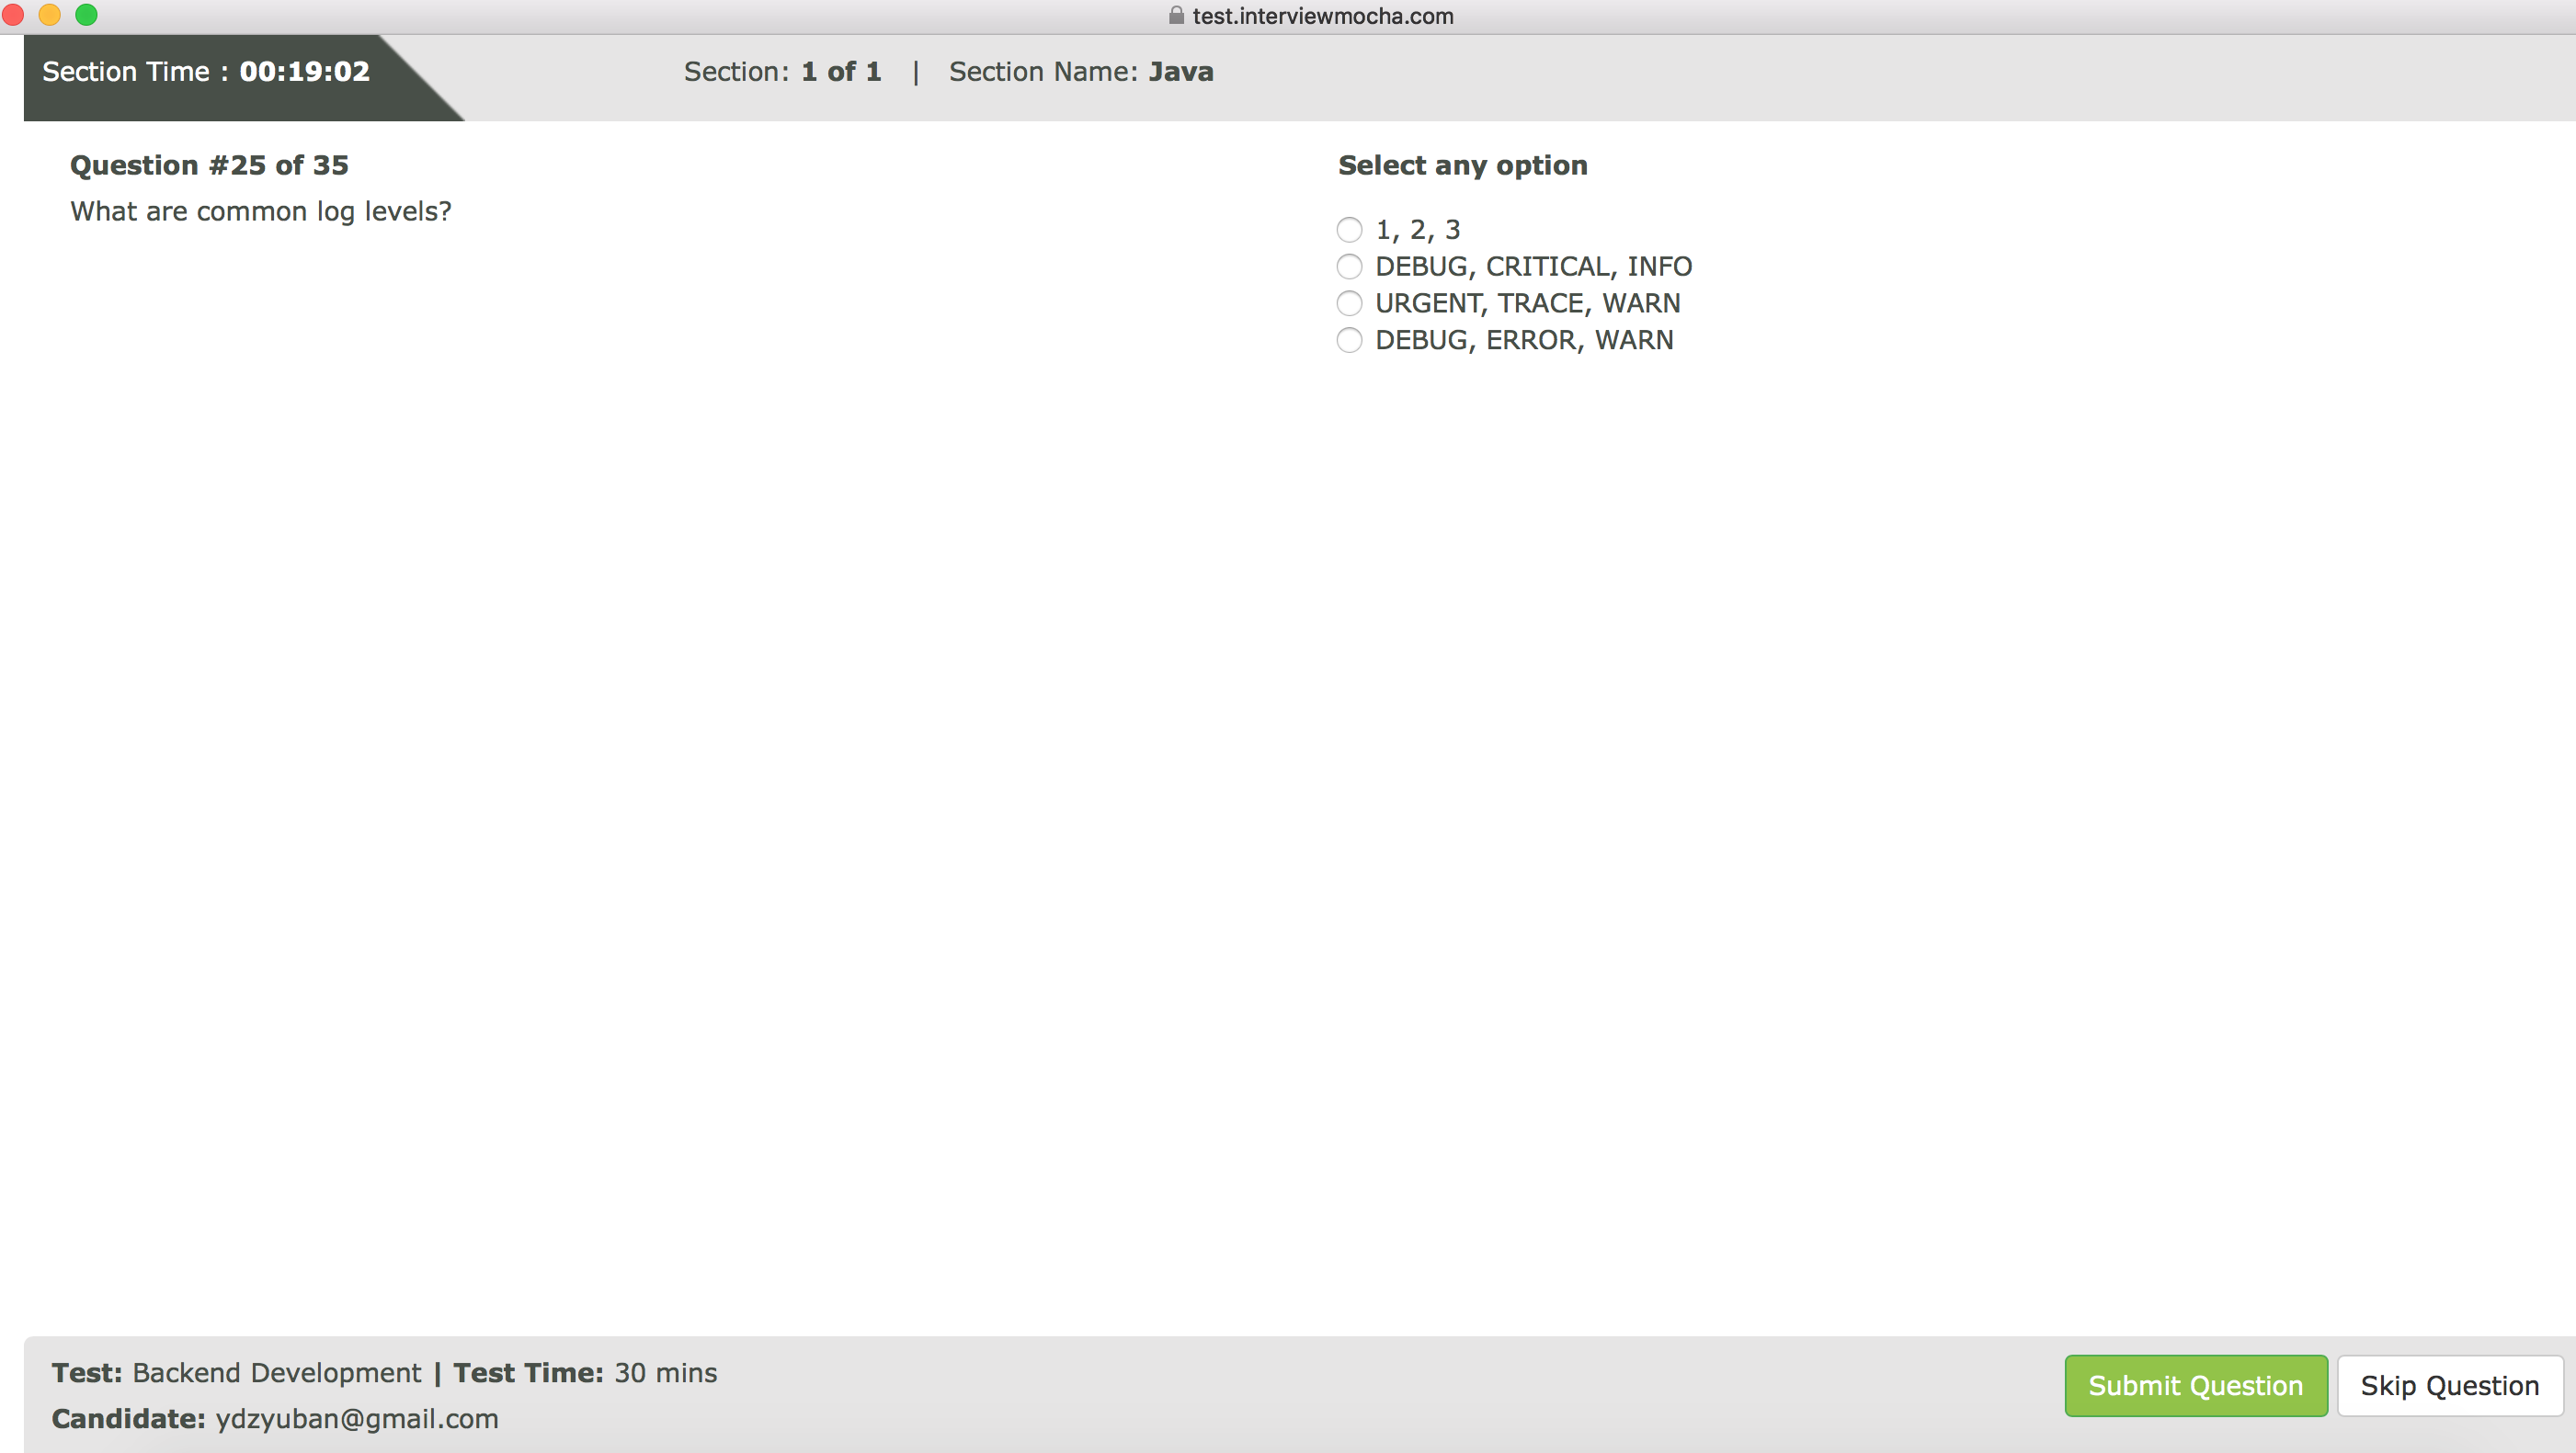 test.interviewmocha.com
Section Time : 00:19:02
Section: 1 of 1 | Section Name: Java
Question #25 of 35
What are common log levels?
Select any option
1, 2, 3
DEBUG, CRITICAL, INFO
URGENT, TRACE, WARN
DEBUG, ERROR, WARN
Test: Backend Development | Test Time: 30 mins
Candidate: ydzyuban@gmail.com
Submit Question
Skip Question